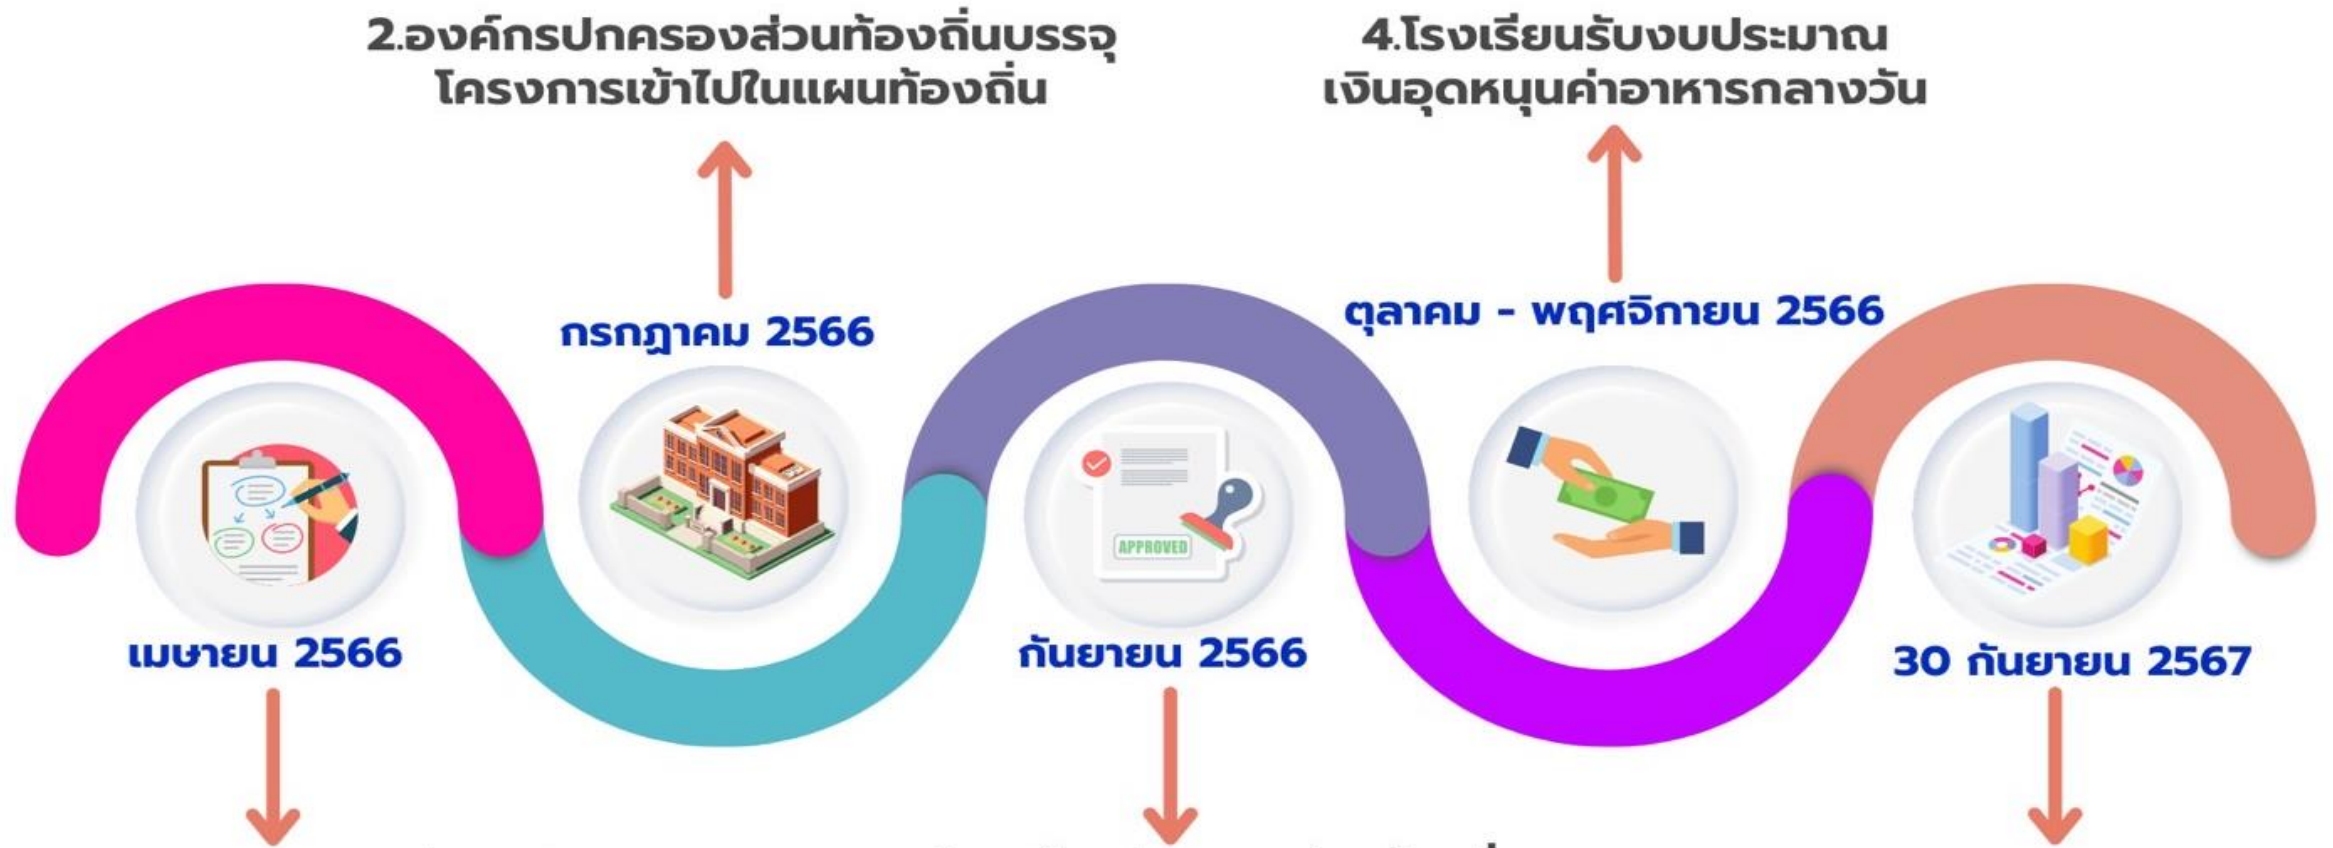 2.องค์กรปกครองส่วนท้องถิ่นบรรจุ
โครงการเข้าไปในแผนท้องถิ่น
4.โรงเรียนรับงบประมาณ
เงินอุดหนุนค่าอาหารกลางวัน
กรกฏาคม 2566
ตุลาคม - พฤศจิกายน 2566
APPROVED
เมษายน 2566
กันยายน 2566
30 กันยายน 2567